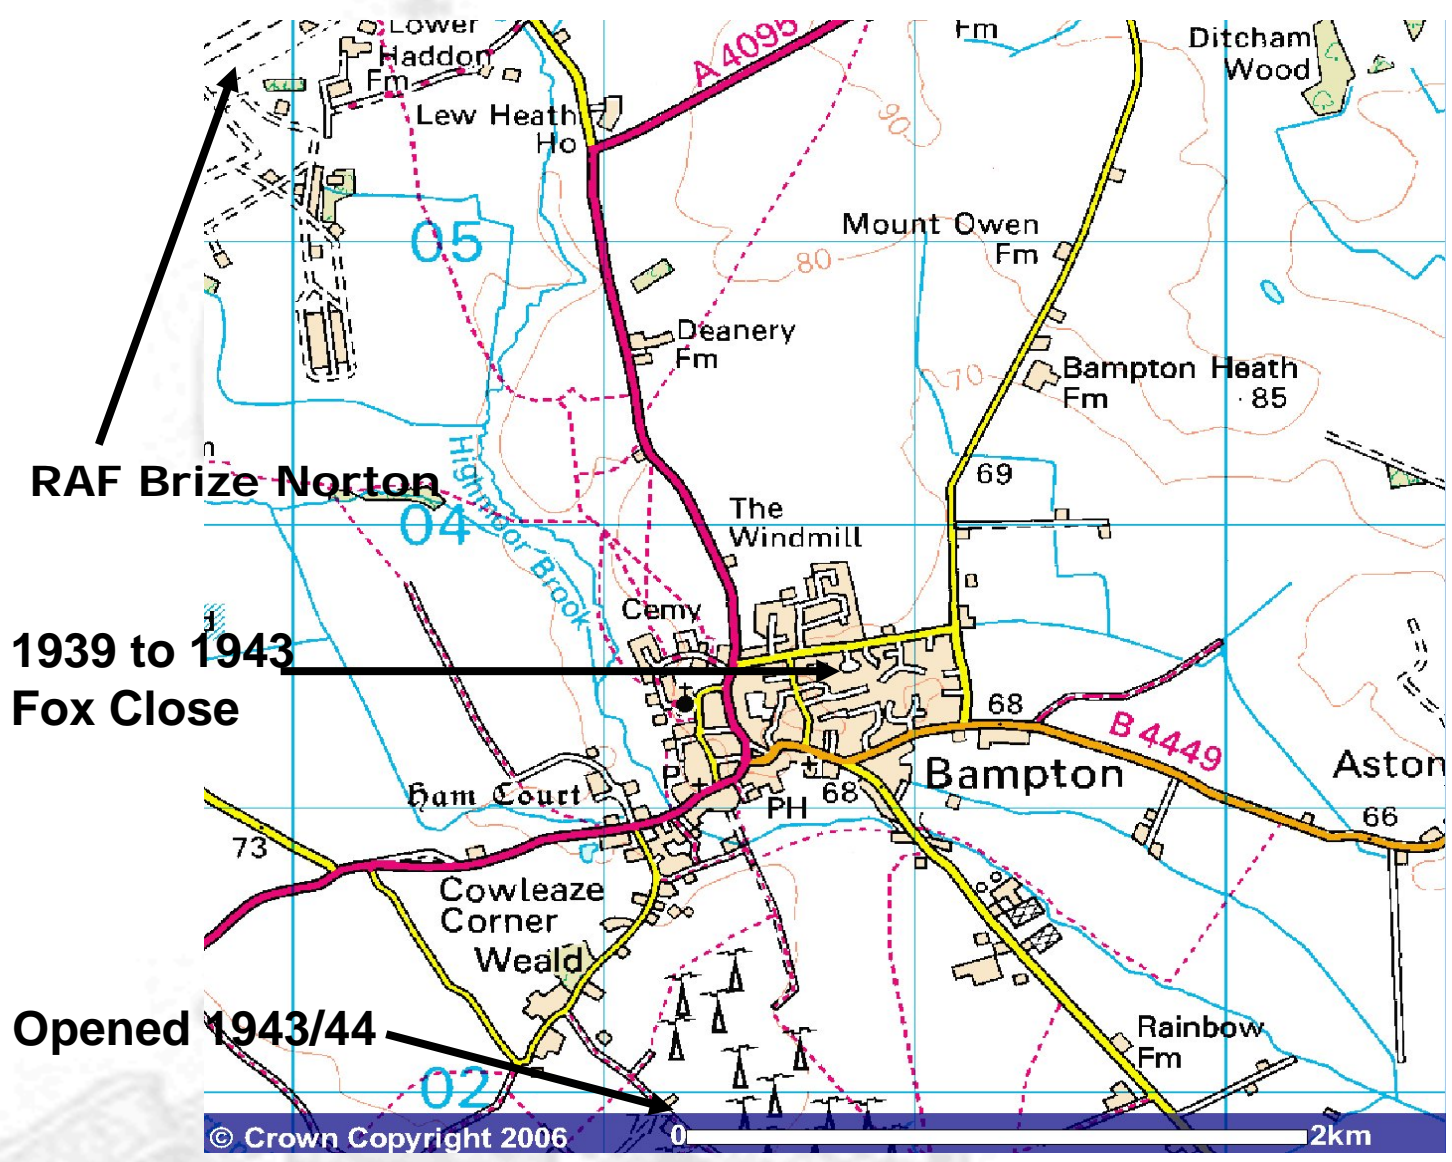 Lower
Haddon
Fm
A 4095
Fm
Ditcham
Wood
Lew Heath
Ho
90
05
Mount Owen
Fm
80
Deanery
Fm
70
Bampton Heath
Fm
85
Highmoor Brook
69
RAF Brize Norton
04
The
Windmill
Cemy
1939 to 1943
Fox Close
68
B 4449
Aston
Ham Court
P
PH
68
Bampton
66
73
Cowleaze
Corner
Weald
Opened 1943/44
Rainbow
Fm
02
© Crown Copyright 2006
0
2km